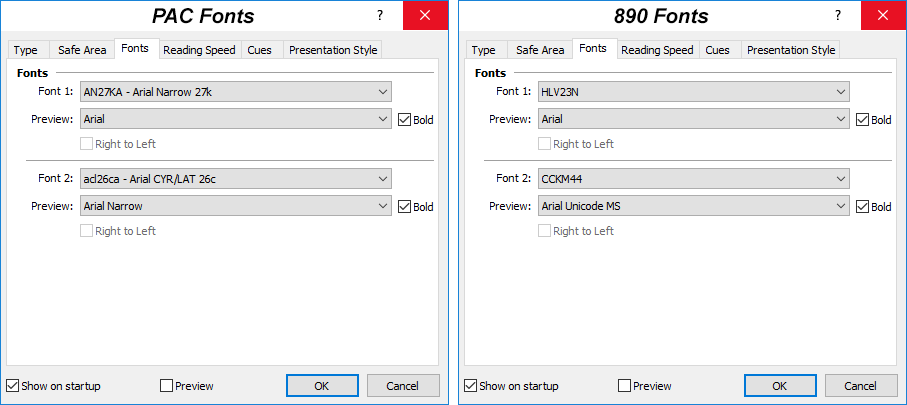 PAC Fonts ?
Type Safe Area Fonts Reading Speed Cues Presentation Style
Fonts
Font 1: AN27KA - Arial Narrow 27k
Preview: Arial Bold
Right to Left
Font 2: acl26ca - Arial CYR/LAT 26c
Preview: Arial Narrow Bold
Right to Left
Show on startup Preview OK Cancel
890 Fonts ?
Type Safe Area Fonts Reading Speed Cues Presentation Style
Fonts
Font 1: HLV23N
Preview: Arial Bold
Right to Left
Font 2: CCKM44
Preview: Arial Unicode MS Bold
Right to Left
Show on startup Preview OK Cancel